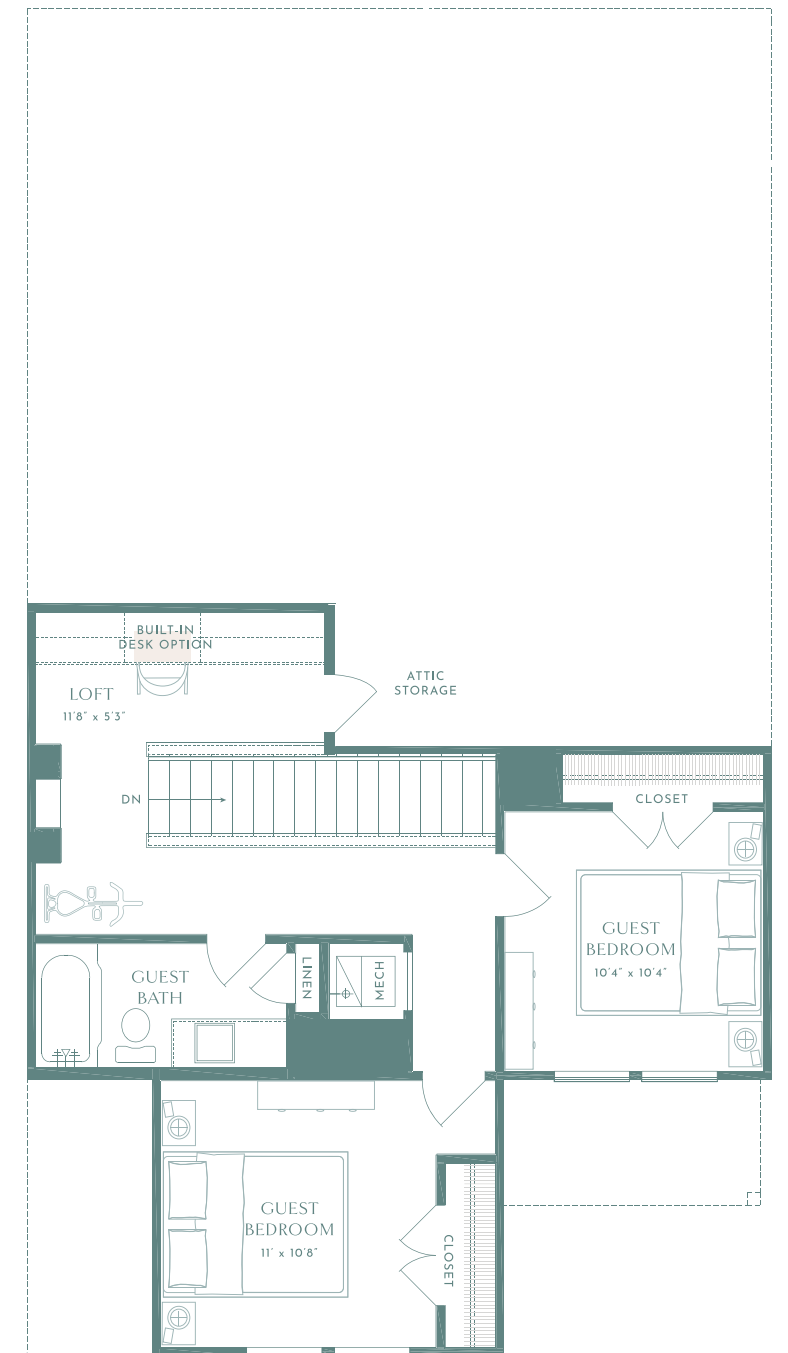 BUILT-IN
DESK OPTION
LOFT
11'8" x 5'3"
ATTIC
STORAGE
DN
CLOSET
GUEST
BEDROOM
10'4" x 10'4"
GUEST
BATH
LINEN
MECH
GUEST
BEDROOM
11' x 10'8"
CLOSET